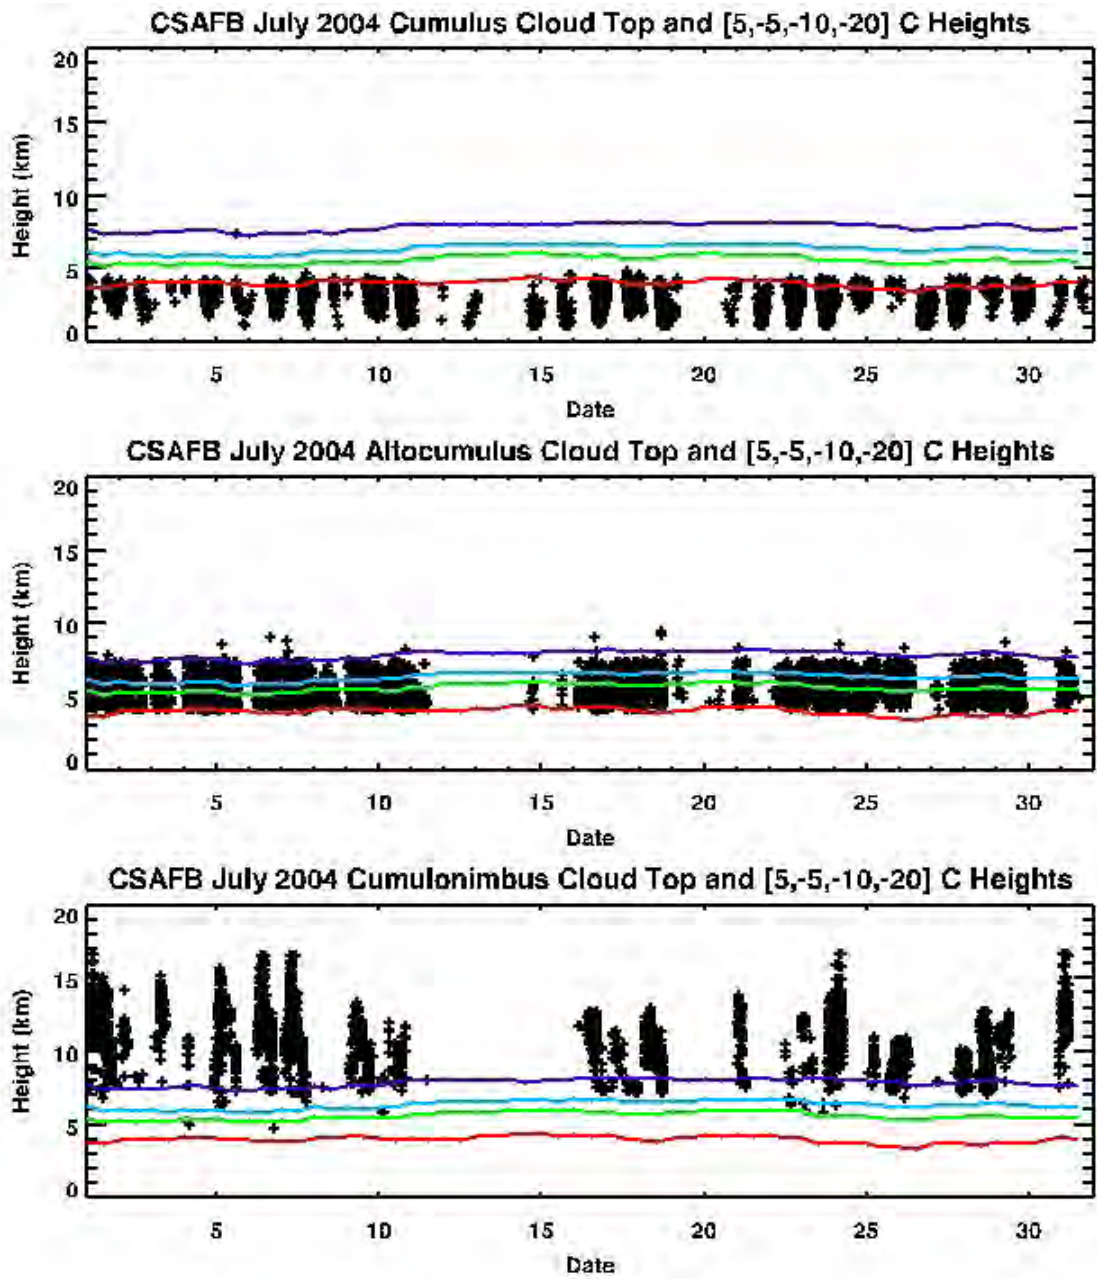 CSAFB July 2004 Cumulus Cloud Top and [5,-5,-10,-20] C Heights
20
15
10
5
0
Height (km)
5 10 15 20 25 30
Date
CSAFB July 2004 Altocumulus Cloud Top and [5,-5,-10,-20] C Heights
20
15
10
5
0
Height (km)
5 10 15 20 25 30
Date
CSAFB July 2004 Cumulonimbus Cloud Top and [5,-5,-10,-20] C Heights
20
15
10
5
0
Height (km)
5 10 15 20 25 30
Date